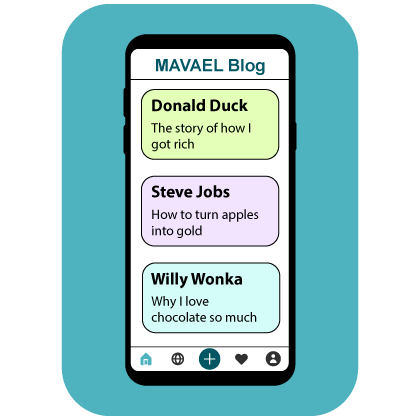 MAVAEL Blog
Donald Duck
The story of how I
got rich
Steve Jobs
How to turn apples
into gold
Willy Wonka
Why I love
chocolate so much